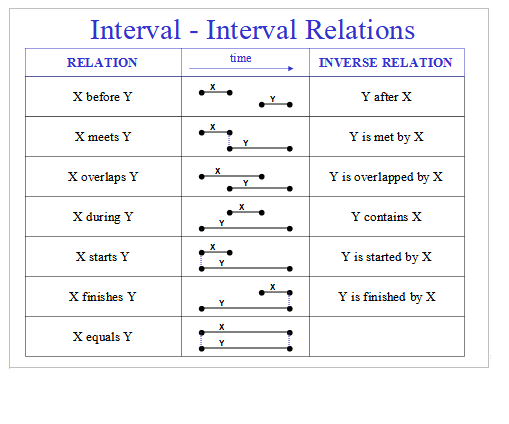 Interval - Interval Relations
RELATION time INVERSE RELATION
X before Y X Y Y after X
X meets Y X Y Y is met by X
X overlaps Y X Y Y is overlapped by X
X during Y X Y Y contains X
X starts Y X Y Y is started by X
X finishes Y X Y Y is finished by X
X equals Y X Y